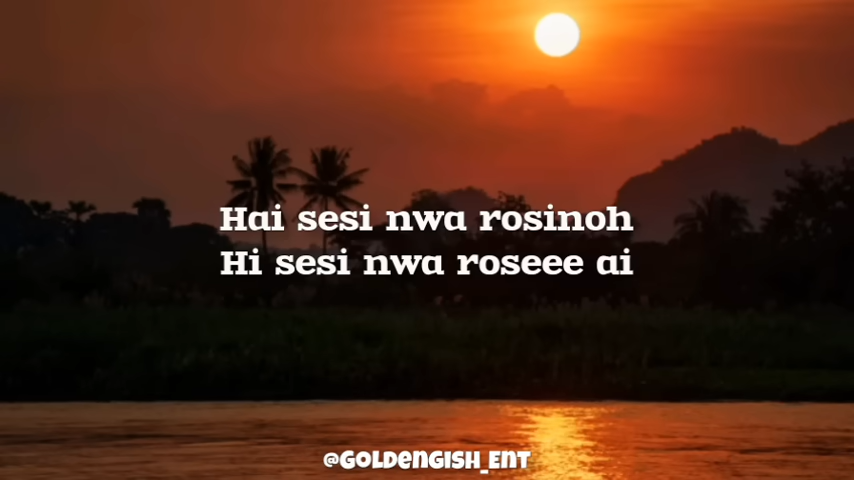 Hai sesi nwa rosinoh
Hi sesi nwa roseee ai
@GOLDENGISH_ENT